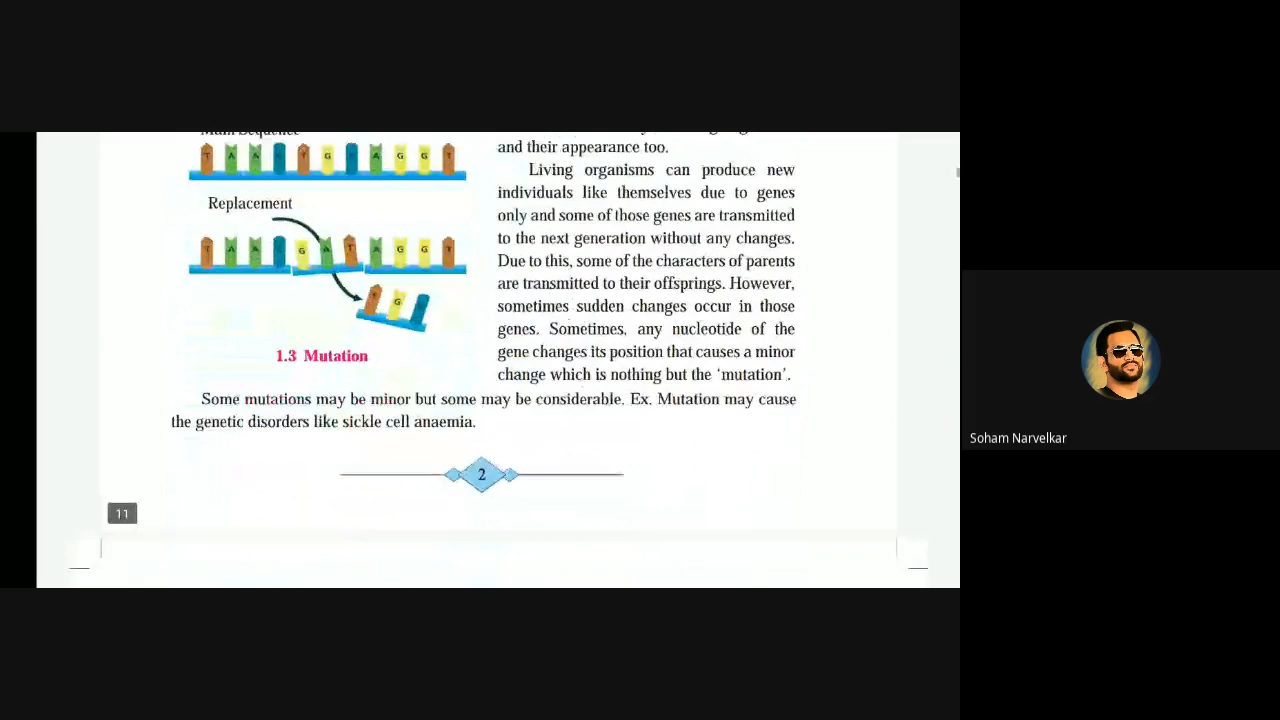 Main Sequence
T A A T G A G G T
and their appearance too.
Living organisms can produce new
individuals like themselves due to genes
only and some of those genes are transmitted
to the next generation without any changes.
Due to this, some of the characters of parents
are transmitted to their offsprings. However,
sometimes sudden changes occur in those
genes. Sometimes, any nucleotide of the
gene changes its position that causes a minor
change which is nothing but the ‘mutation’.
Replacement
T A A G A T A G G T
T G
1.3 Mutation
Some mutations may be minor but some may be considerable. Ex. Mutation may cause
the genetic disorders like sickle cell anaemia.
2
11
Soham Narvelkar